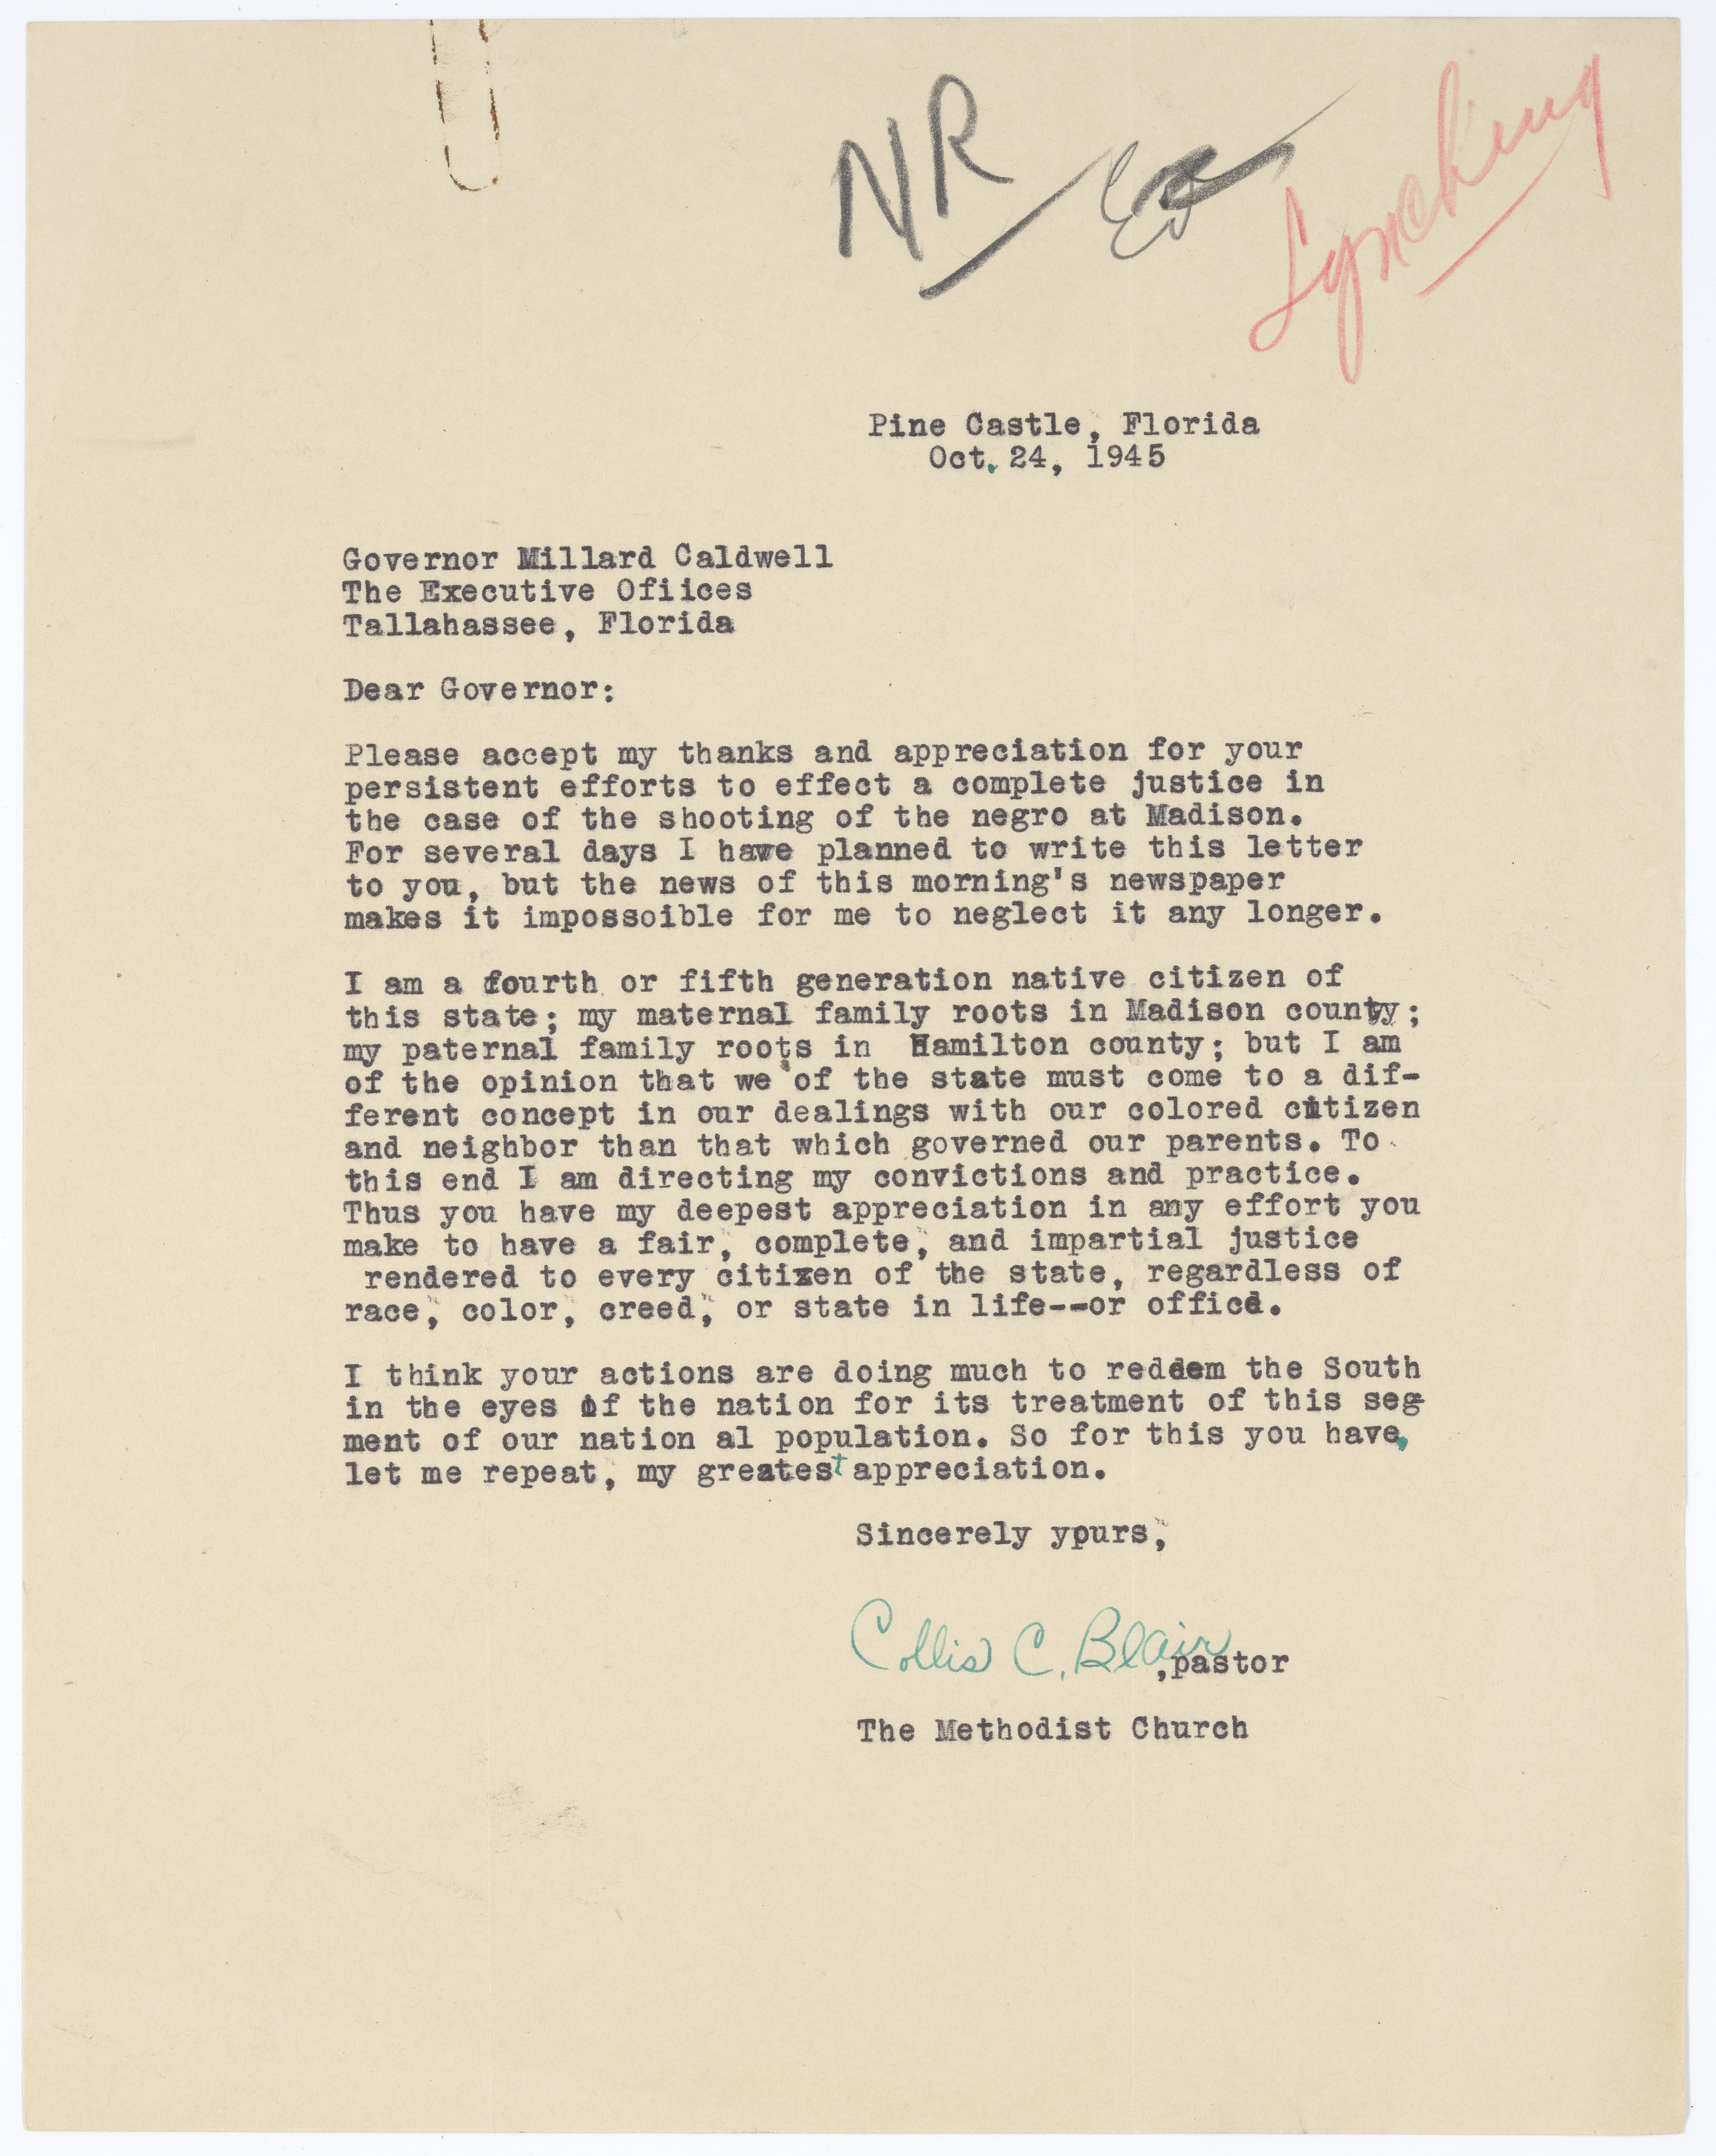 NR
Lynching
Pine Castle, Florida
Oct. 24, 1945
Governor Millard Caldwell
The Executive Ofiices
Tallahassee, Florida
Dear Governor:
Please accept my thanks and appreciation for your
persistent efforts to effect a complete justice in
the case of the shooting of the negro at Madison.
For several days I have planned to write this letter
to you, but the news of this morning's newspaper
makes it impossoible for me to neglect it any longer.
I am a fourth or fifth generation native citizen of
this state; my maternal family roots in Madison county;
my paternal family roots in Hamilton county; but I am
of the opinion that we of the state must come to a dif-
ferent concept in our dealings with our colored citizen
and neighbor than that which governed our parents. To
this end I am directing my convictions and practice.
Thus you have my deepest appreciation in any effort you
make to have a fair, complete, and impartial justice
rendered to every citizen of the state, regardless of
race, color, creed, or state in life--or office.
I think your actions are doing much to redeem the South
in the eyes of the nation for its treatment of this seg-
ment of our nation al population. So for this you have,
let me repeat, my greatest appreciation.
Sincerely yours,
Collis C. Blair
,pastor
The Methodist Church